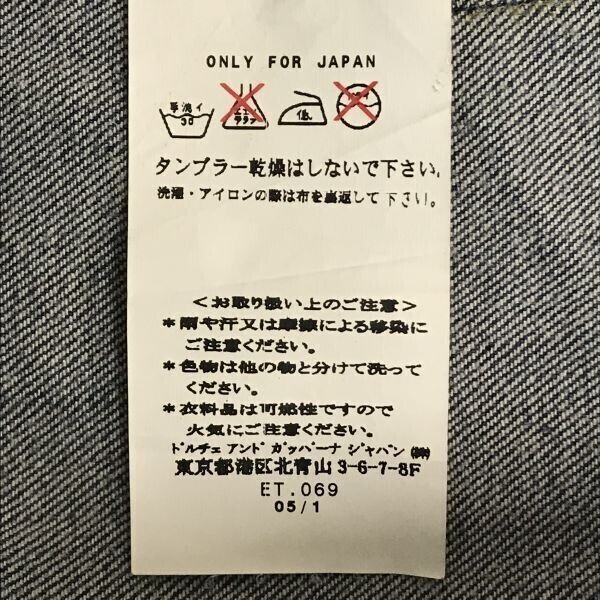 ONLY FOR JAPAN
手洗イ
30
エンソ
サラシ
低
タンブラー乾燥はしないで下さい。
洗濯・アイロンの際は布を裏返して下さい。
<お取り扱い上のご注意>
*雨や汗又は摩擦による移染に
ご注意ください。
*色物は他の物と分けて洗って
ください。
*衣料品は可燃性ですので
火気にご注意ください。
ドルチェ アンド ガッバーナ ジャパン㈱
東京都港区北青山 3-6-7-8F
ET.069
05/1